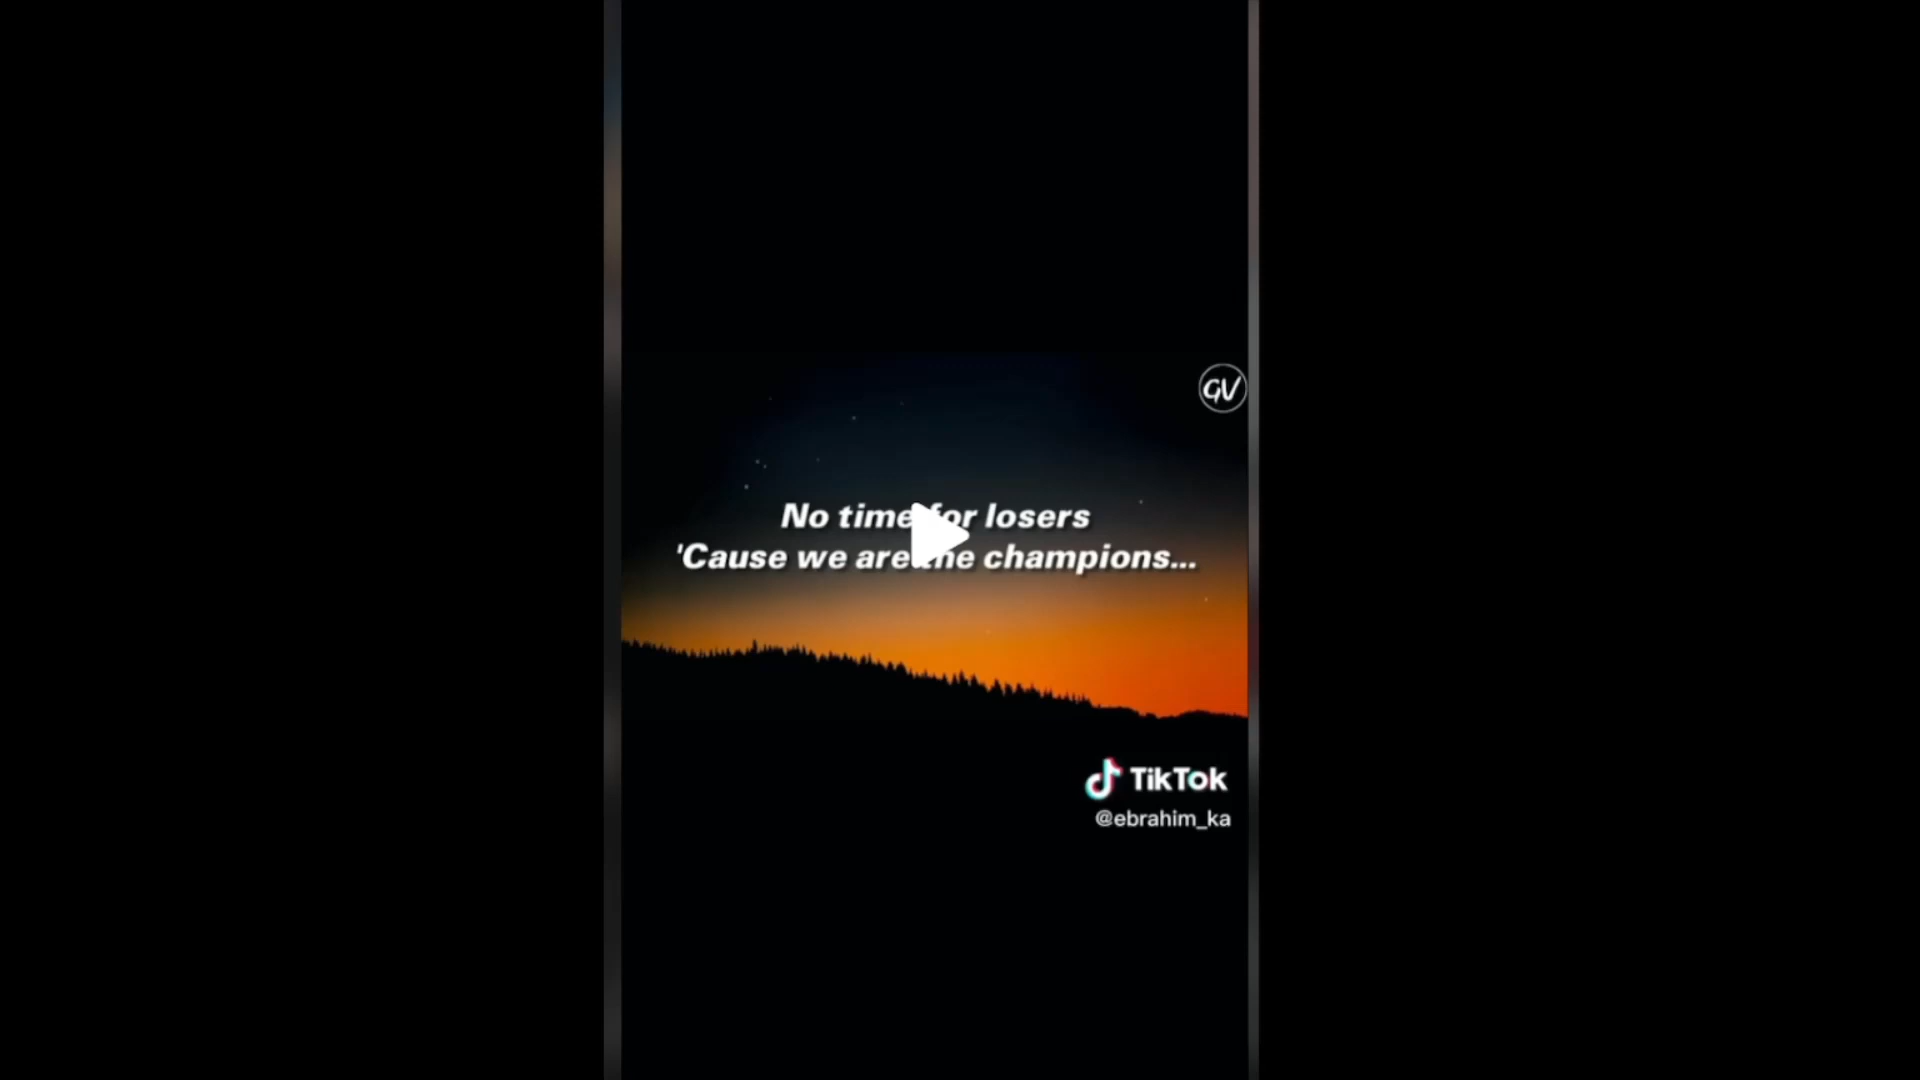 GV
No time for losers
'Cause we are the champions...
TikTok
@ebrahim_ka